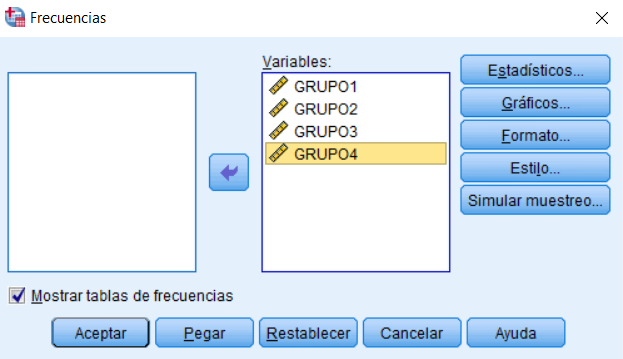 Frecuencias
Variables:
GRUPO1
GRUPO2
GRUPO3
GRUPO4
Estadísticos...
Gráficos...
Formato...
Estilo...
Simular muestreo...
Mostrar tablas de frecuencias
Aceptar Pegar Restablecer Cancelar Ayuda